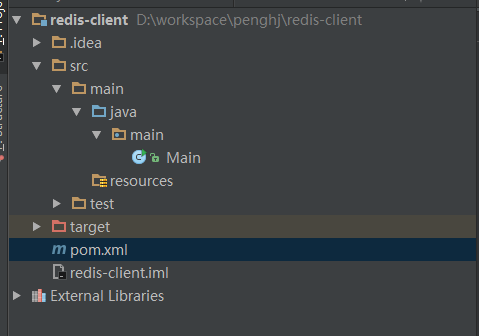 redis-client D:\workspace\penghj\redis-client
.idea
src
main
java
main
Main
resources
test
target
pom.xml
redis-client.iml
External Libraries